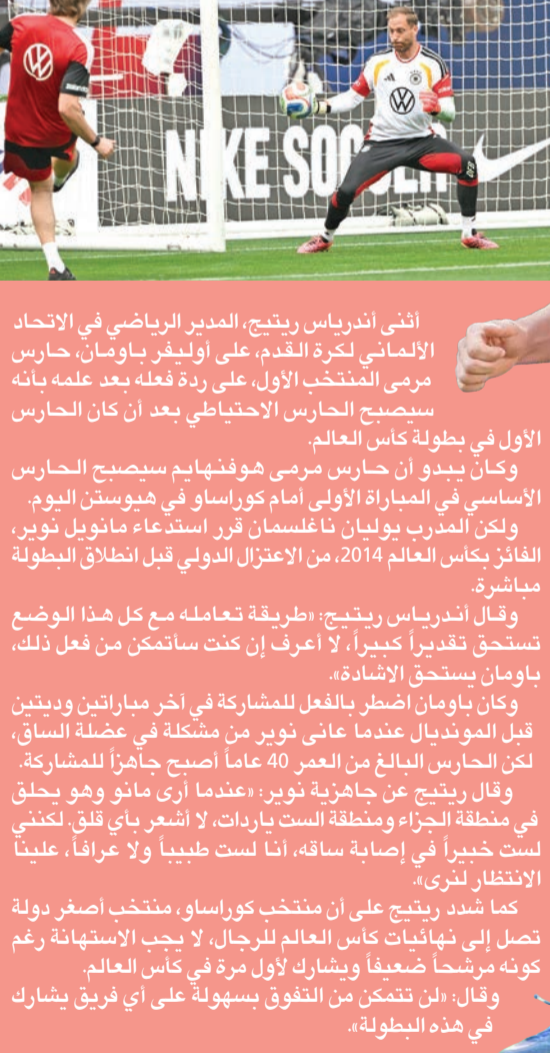 NIKE SOCCER
أثنى أندرياس ريتيج، المدير الرياضي في الاتحاد
الألماني لكرة القدم، على أوليفر باومان، حارس
مرمى المنتخب الأول، على ردة فعله بعد علمه بأنه
سيصبح الحارس الاحتياطي بعد أن كان الحارس
الأول في بطولة كأس العالم.
وكان يبدو أن حارس مرمى هوفنهايم سيصبح الحارس
الأساسي في المباراة الأولى أمام كوراساو في هيوستن اليوم.
ولكن المدرب يوليان ناغلسمان قرر استدعاء مانويل نوير،
الفائز بكأس العالم 2014، من الاعتزال الدولي قبل انطلاق البطولة
مباشرة.
وقال أندرياس ريتيج: «طريقة تعامله مع كل هذا الوضع
تستحق تقديراً كبيراً، لا أعرف إن كنت سأتمكن من فعل ذلك،
باومان يستحق الاشادة».
وكان باومان اضطر بالفعل للمشاركة في آخر مباراتين وديتين
قبل المونديال عندما عانى نوير من مشكلة في عضلة الساق،
لكن الحارس البالغ من العمر 40 عاماً أصبح جاهزاً للمشاركة.
وقال ريتيج عن جاهزية نوير: «عندما أرى مانو وهو يحلق
في منطقة الجزاء ومنطقة الست ياردات، لا أشعر بأي قلق. لكنني
لست خبيراً في إصابة ساقه، أنا لست طبيباً ولا عرافاً، علينا
الانتظار لنرى».
كما شدد ريتيج على أن منتخب كوراساو، منتخب أصغر دولة
تصل إلى نهائيات كأس العالم للرجال، لا يجب الاستهانة رغم
كونه مرشحاً ضعيفاً ويشارك لأول مرة في كأس العالم.
وقال: «لن تتمكن من التفوق بسهولة على أي فريق يشارك
في هذه البطولة».